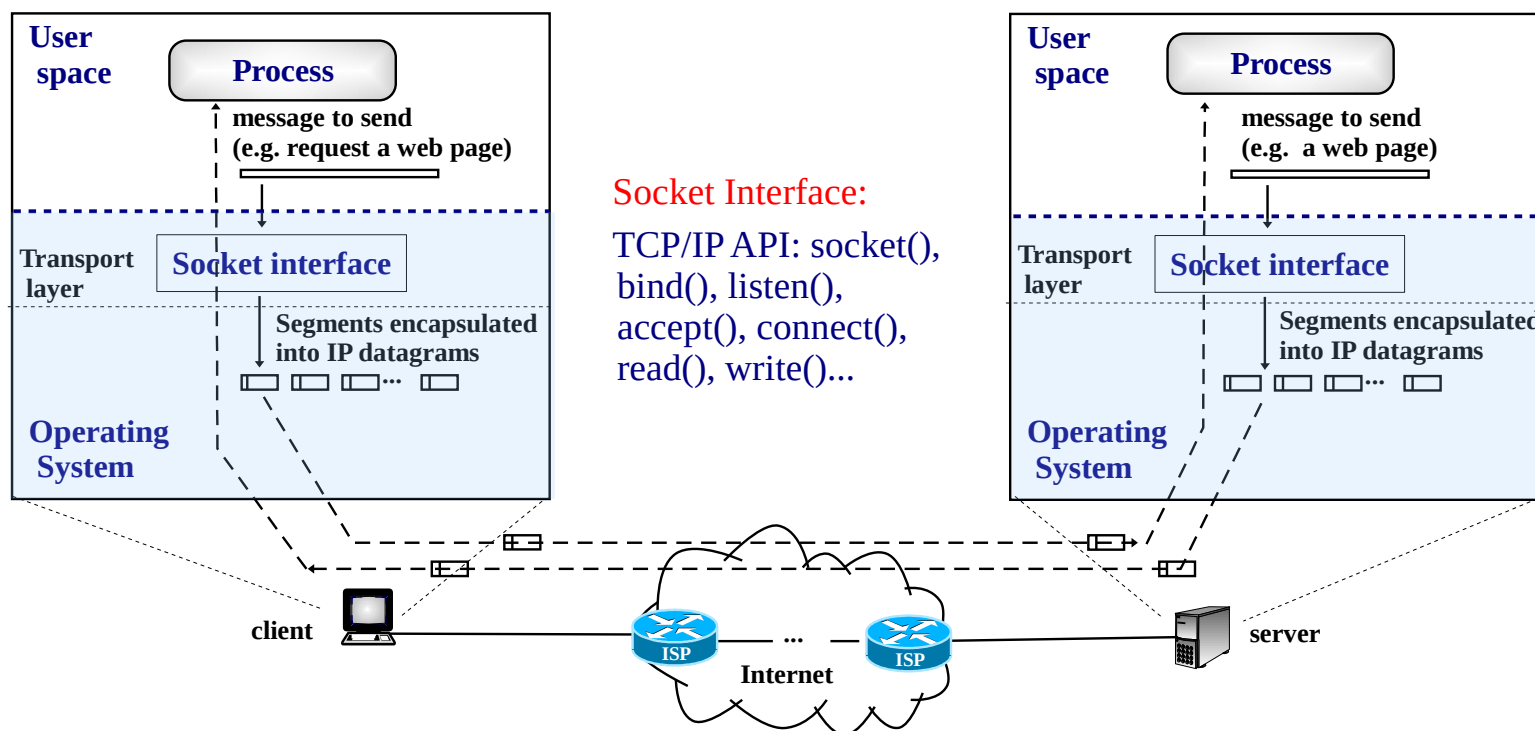 User
space
Process
message to send
(e.g. request a web page)
Transport
layer
Socket interface
Segments encapsulated
into IP datagrams
...
Operating
System
Socket Interface:
TCP/IP API: socket(),
bind(), listen(),
accept(), connect(),
read(), write()...
User
space
Process
message to send
(e.g. a web page)
Transport
layer
Socket interface
Segments encapsulated
into IP datagrams
...
Operating
System
client
ISP
...
ISP
Internet
server